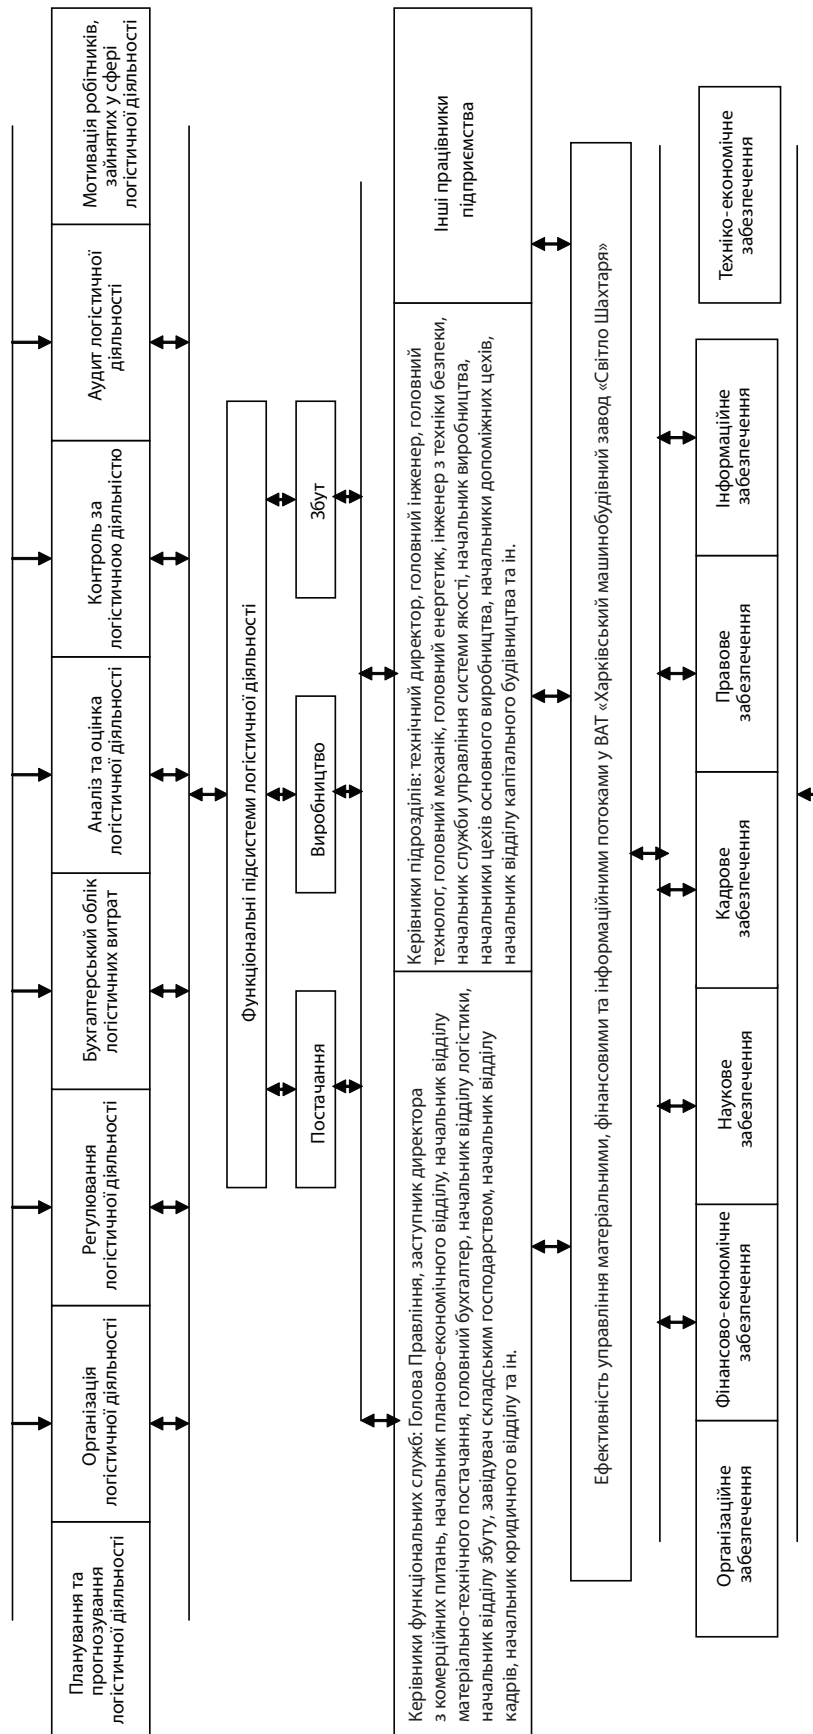 Планування та
прогнозування
логістичної діяльності
Організація
логістичної діяльності
Регулювання
логістичної діяльності
Бухгалтерський облік
логістичних витрат
Аналіз та оцінка
логістичної діяльності
Контроль за
логістичною діяльністю
Аудит логістичної
діяльності
Мотивація робітників,
зайнятих у сфері
логістичної діяльності
Функціональні підсистеми логістичної діяльності
Постачання
Виробництво
Збут
Керівники функціональних служб: Голова Правління, заступник директора
з комерційних питань, начальник планово-економічного відділу, начальник відділу
матеріально-технічного постачання, головний бухгалтер, начальник відділу логістики,
начальник відділу збуту, завідувач складським господарством, начальник відділу
кадрів, начальник юридичного відділу та ін.
Керівники підрозділів: технічний директор, головний інженер, головний
технолог, головний механік, головний енергетик, інженер з техніки безпеки,
начальник служби управління системи якості, начальник виробництва,
начальники цехів основного виробництва, начальники допоміжних цехів,
начальник відділу капітального будівництва та ін.
Інші працівники
підприємства
Ефективність управління матеріальними, фінансовими та інформаційними потоками у ВАТ «Харківський машинобудівний завод «Світло Шахтаря»
Організаційне
забезпечення
Фінансово-економічне
забезпечення
Наукове
забезпечення
Кадрове
забезпечення
Правове
забезпечення
Інформаційне
забезпечення
Техніко-економічне
забезпечення